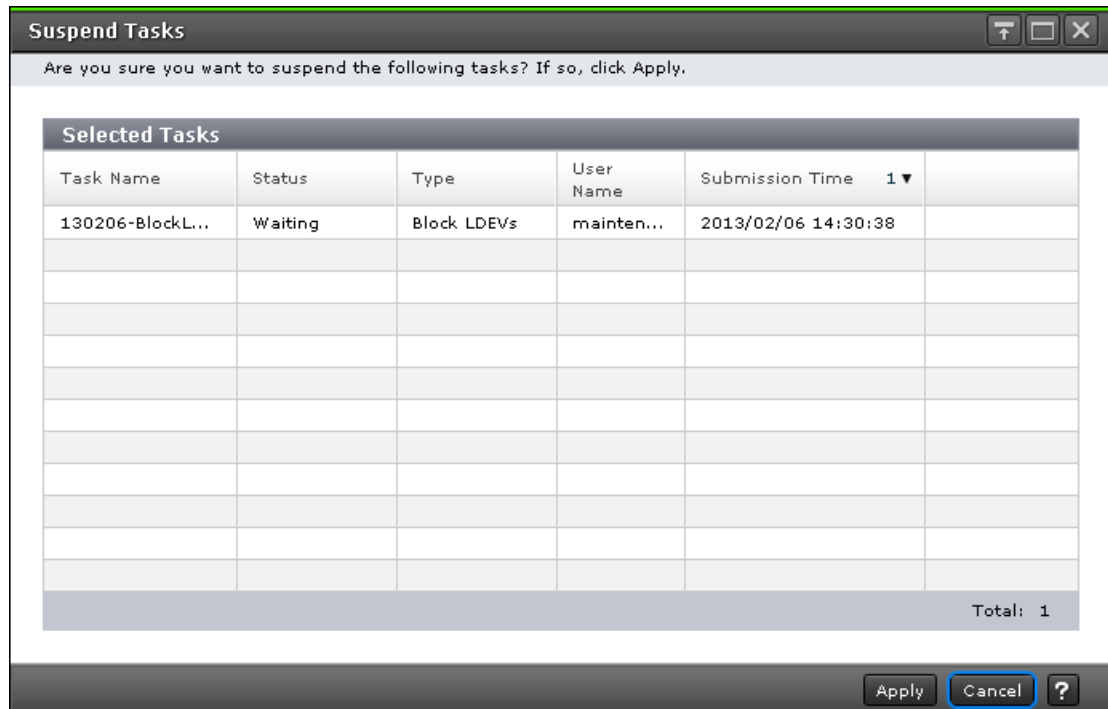 Suspend Tasks
Are you sure you want to suspend the following tasks? If so, click Apply.
Selected Tasks
Task Name Status Type User Name Submission Time 1▼
130206-BlockL... Waiting Block LDEVs mainten... 2013/02/06 14:30:38
Total: 1
Apply Cancel ?